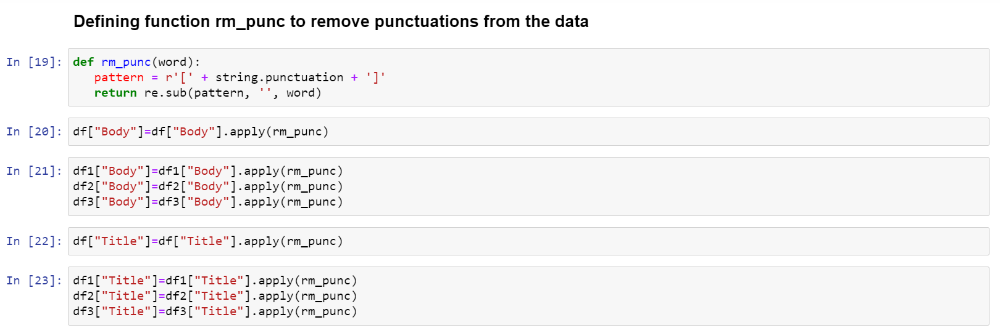 Defining function rm_punc to remove punctuations from the data
In [19]: def rm_punc(word):
pattern = r'[' + string.punctuation + ']'
return re.sub(pattern, '', word)
In [20]: df["Body"]=df["Body"].apply(rm_punc)
In [21]: df1["Body"]=df1["Body"].apply(rm_punc)
df2["Body"]=df2["Body"].apply(rm_punc)
df3["Body"]=df3["Body"].apply(rm_punc)
In [22]: df["Title"]=df["Title"].apply(rm_punc)
In [23]: df1["Title"]=df1["Title"].apply(rm_punc)
df2["Title"]=df2["Title"].apply(rm_punc)
df3["Title"]=df3["Title"].apply(rm_punc)